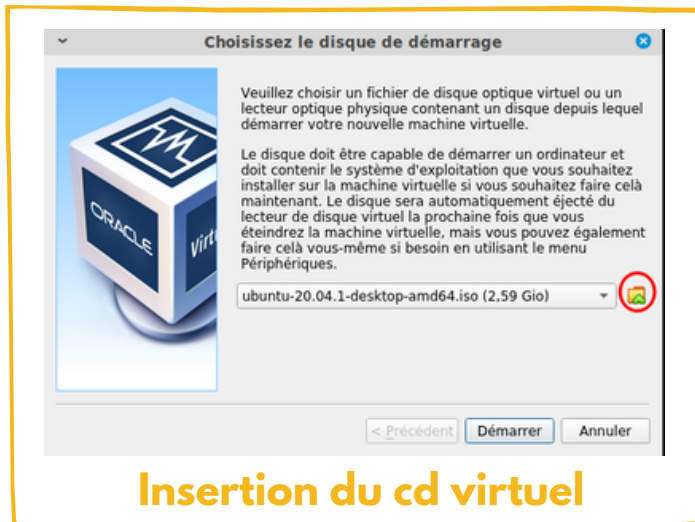 Choisissez le disque de démarrage
Veuillez choisir un fichier de disque optique virtuel ou un
lecteur optique physique contenant un disque depuis lequel
démarrer votre nouvelle machine virtuelle.
Le disque doit être capable de démarrer un ordinateur et
doit contenir le système d'exploitation que vous souhaitez
installer sur la machine virtuelle si vous souhaitez faire celà
maintenant. Le disque sera automatiquement éjecté du
lecteur de disque virtuel la prochaine fois que vous
éteindrez la machine virtuelle, mais vous pouvez également
faire celà vous-même si besoin en utilisant le menu
Périphériques.
ORACLE
Virt
ubuntu-20.04.1-desktop-amd64.iso (2,59 Gio)
< Précédent
Démarrer
Annuler
Insertion du cd virtuel